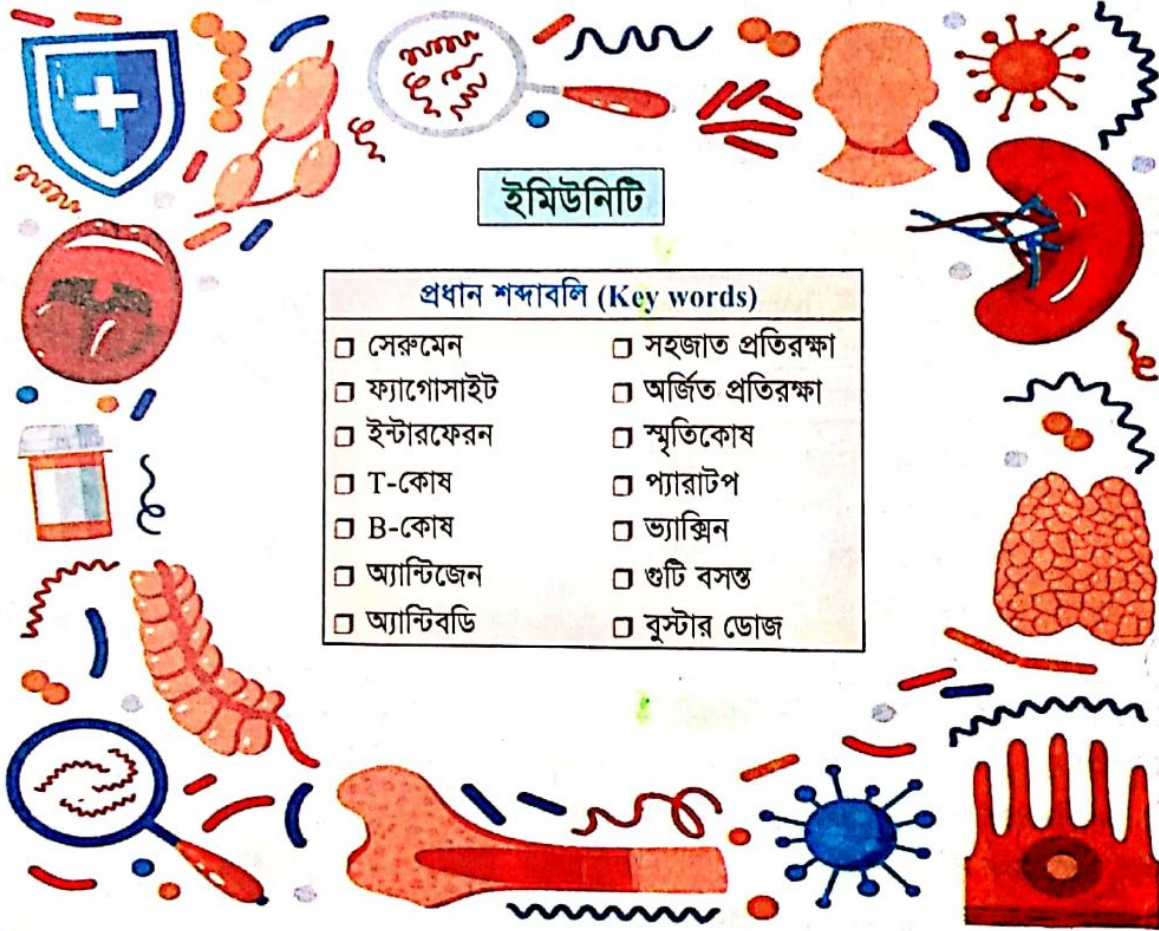 ইমিউনিটি
প্রধান শব্দাবলি (Key words)
সেরুমেন
ফ্যাগোসাইট
ইন্টারফেরন
T-কোষ
B-কোষ
অ্যান্টিজেন
অ্যান্টিবডি
সহজাত প্রতিরক্ষা
অর্জিত প্রতিরক্ষা
স্মৃতিকোষ
প্যারাটপ
ভ্যাক্সিন
গুটি বসন্ত
বুস্টার ডোজ